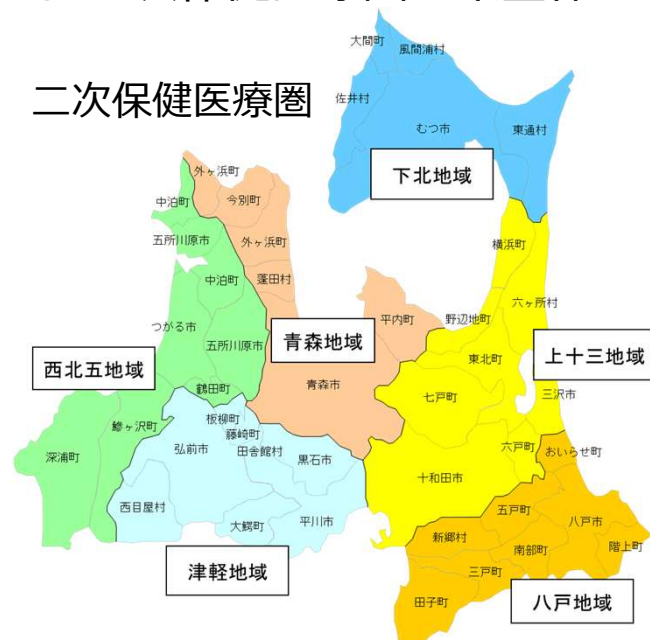 二次保健医療圏
大間町
風間浦村
佐井村
むつ市
東通村
下北地域
外ヶ浜町
今別町
中泊町
五所川原市
外ヶ浜町
中泊町
蓬田村
横浜町
六ヶ所村
つがる市
五所川原市
青森地域
平内町
野辺地町
東北町
上十三地域
西北五地域
青森市
鶴田町
七戸町
三沢市
板柳町
藤崎町
鰺ヶ沢町
弘前市
田舎館村
黒石市
六戸町
おいらせ町
深浦町
十和田市
西目屋村
大鰐町
平川市
五戸町
八戸市
新郷村
南部町
階上町
津軽地域
三戸町
田子町
八戸地域